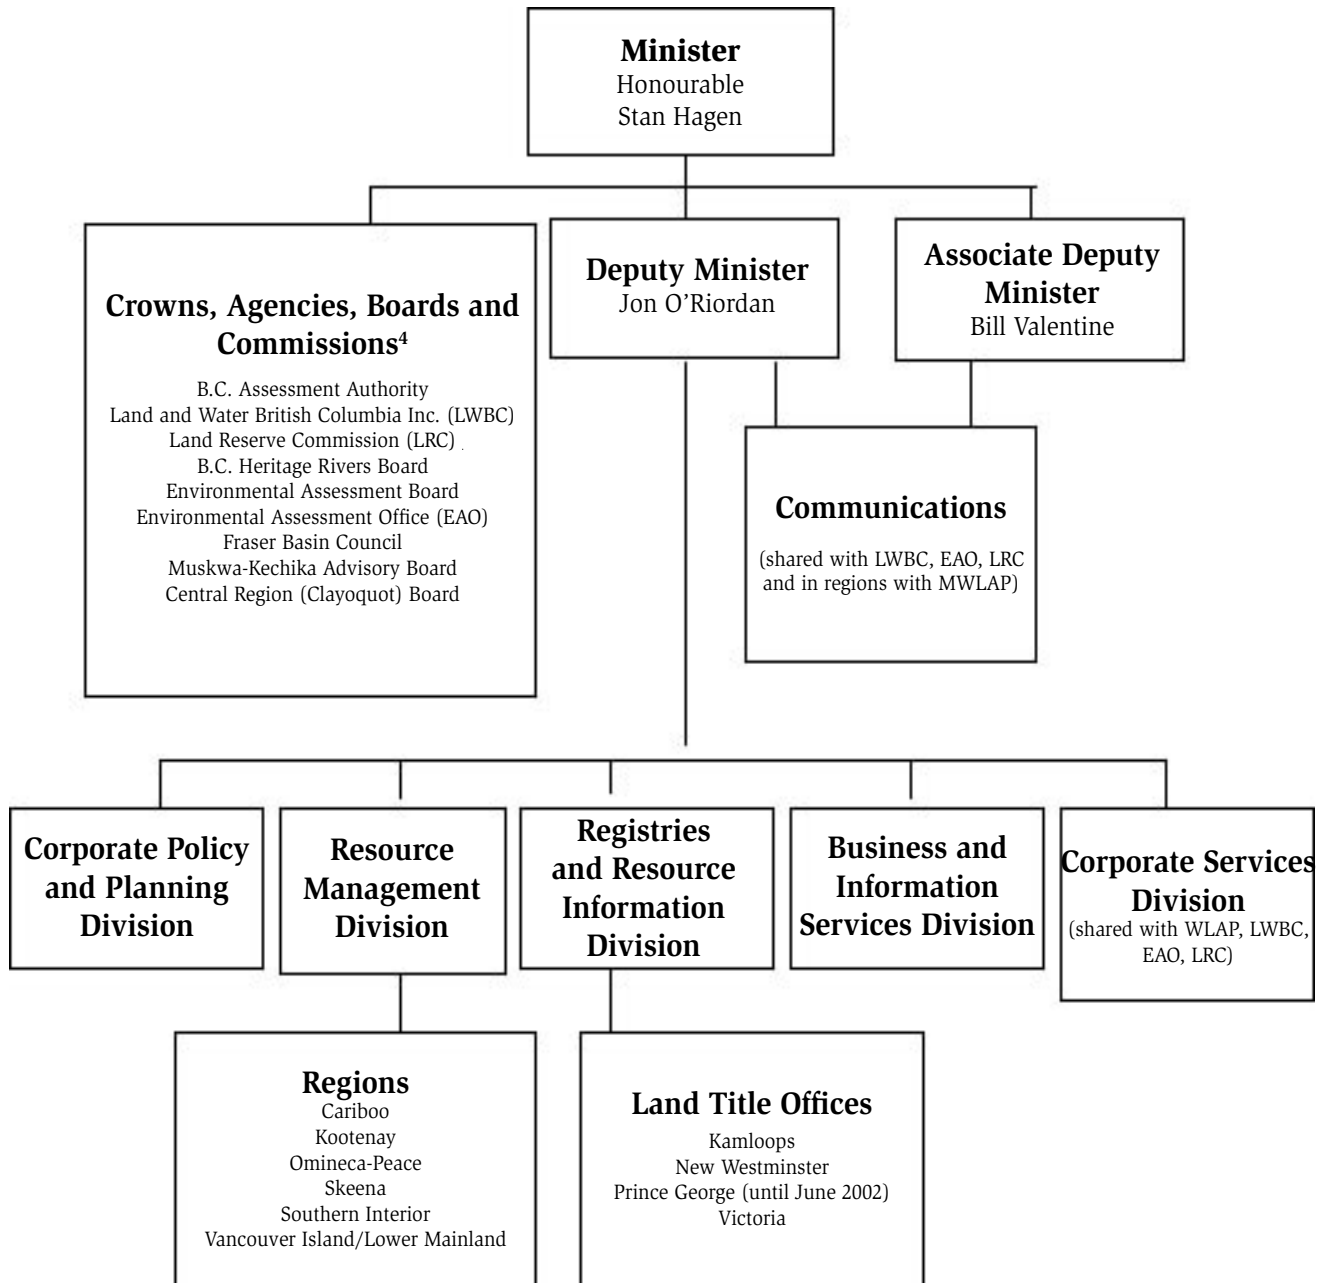 Minister
Honourable
Stan Hagen
Crowns, Agencies, Boards and
Commissions⁴
B.C. Assessment Authority
Land and Water British Columbia Inc. (LWBC)
Land Reserve Commission (LRC)
B.C. Heritage Rivers Board
Environmental Assessment Board
Environmental Assessment Office (EAO)
Fraser Basin Council
Muskwa-Kechika Advisory Board
Central Region (Clayoquot) Board
Deputy Minister
Jon O’Riordan
Associate Deputy
Minister
Bill Valentine
Communications
(shared with LWBC, EAO, LRC
and in regions with MWLAP)
Corporate Policy
and Planning
Division
Resource
Management
Division
Registries
and Resource
Information
Division
Business and
Information
Services Division
Corporate Services
Division
(shared with WLAP, LWBC,
EAO, LRC)
Regions
Cariboo
Kootenay
Omineca-Peace
Skeena
Southern Interior
Vancouver Island/Lower Mainland
Land Title Offices
Kamloops
New Westminster
Prince George (until June 2002)
Victoria